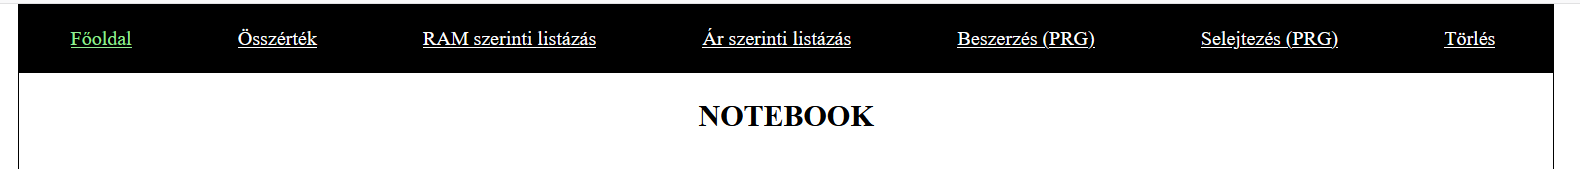 Főoldal Összérték RAM szerinti listázás Ár szerinti listázás Beszerzés (PRG) Selejtezés (PRG) Törlés
NOTEBOOK